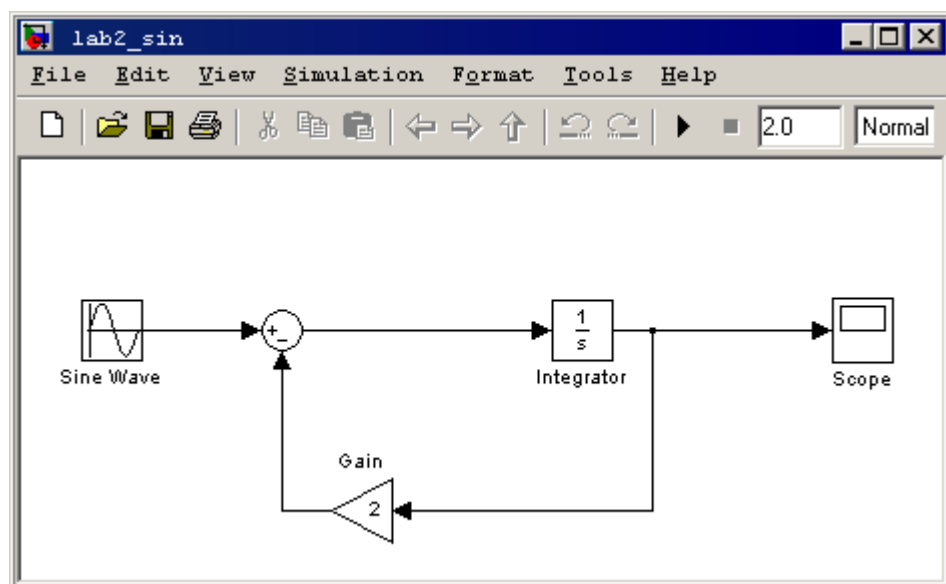 lab2_sin
File Edit View Simulation Format Tools Help
2.0 Normal
+
−
1
s
Sine Wave
Integrator
Scope
Gain
2